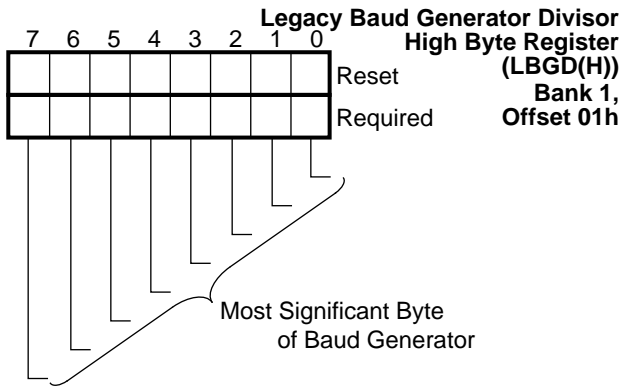 Legacy Baud Generator Divisor
High Byte Register
(LBGD(H))
Bank 1,
Offset 01h
7 6 5 4 3 2 1 0
Reset
Required
Most Significant Byte
of Baud Generator